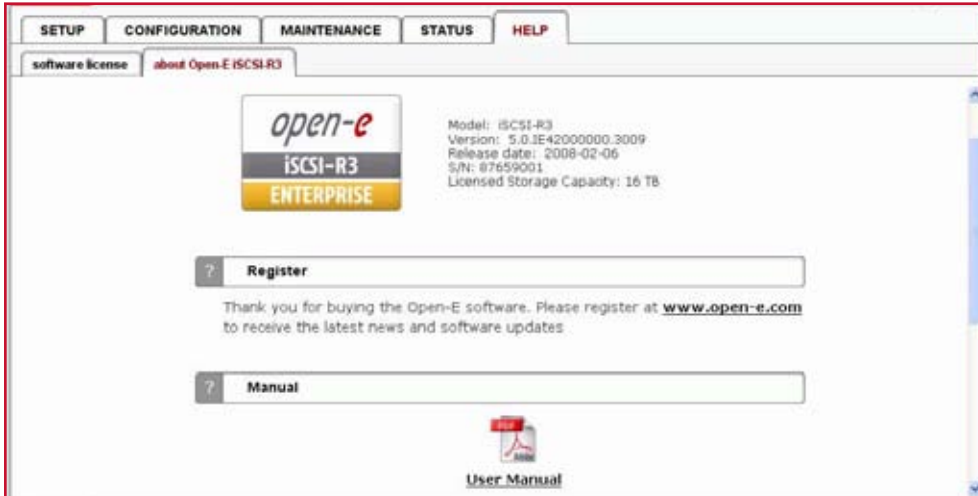 SETUP CONFIGURATION MAINTENANCE STATUS HELP
software license about Open-E iSCSI-R3
open-e
iSCSI-R3
ENTERPRISE
Model: iSCSI-R3
Version: 5.0.IE42000000.3009
Release date: 2008-02-06
S/N: 87659001
Licensed Storage Capacity: 16 TB
? Register
Thank you for buying the Open-E software. Please register at www.open-e.com
to receive the latest news and software updates
? Manual
PDF
Adobe
User Manual